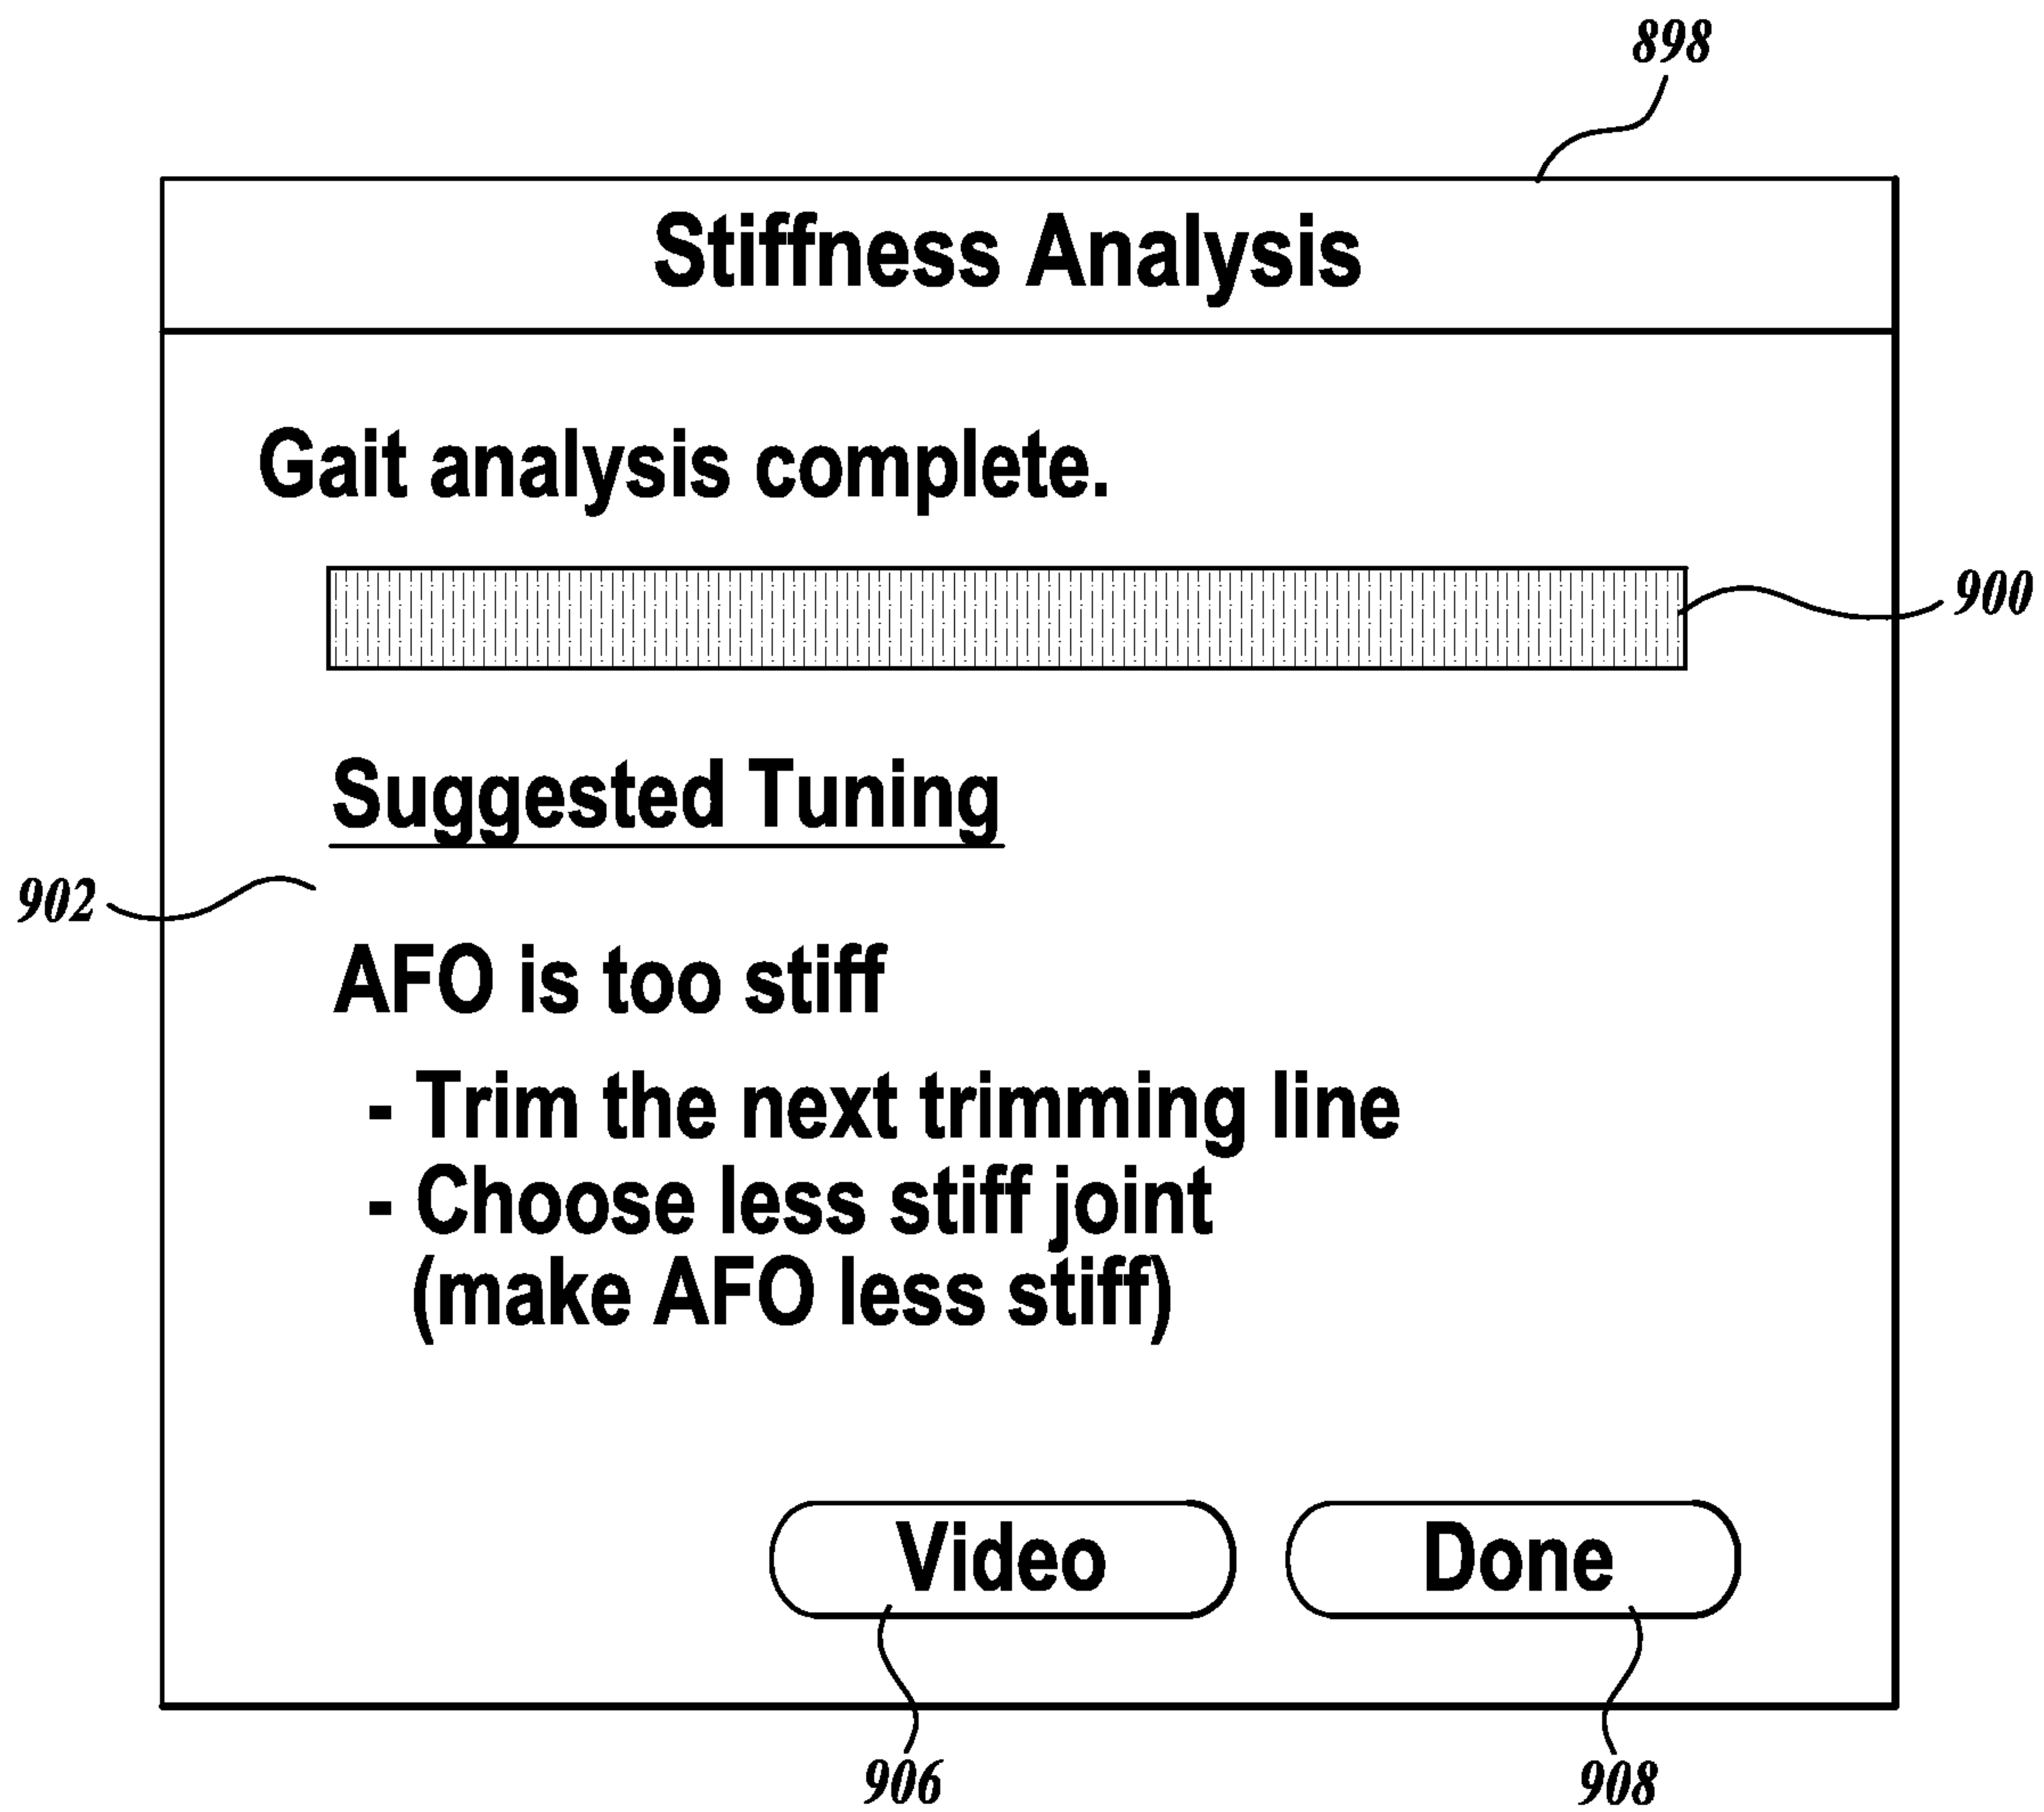 898
Stiffness Analysis
Gait analysis complete.
900
Suggested Tuning
902
AFO is too stiff
- Trim the next trimming line
- Choose less stiff joint
(make AFO less stiff)
Video Done
906 908